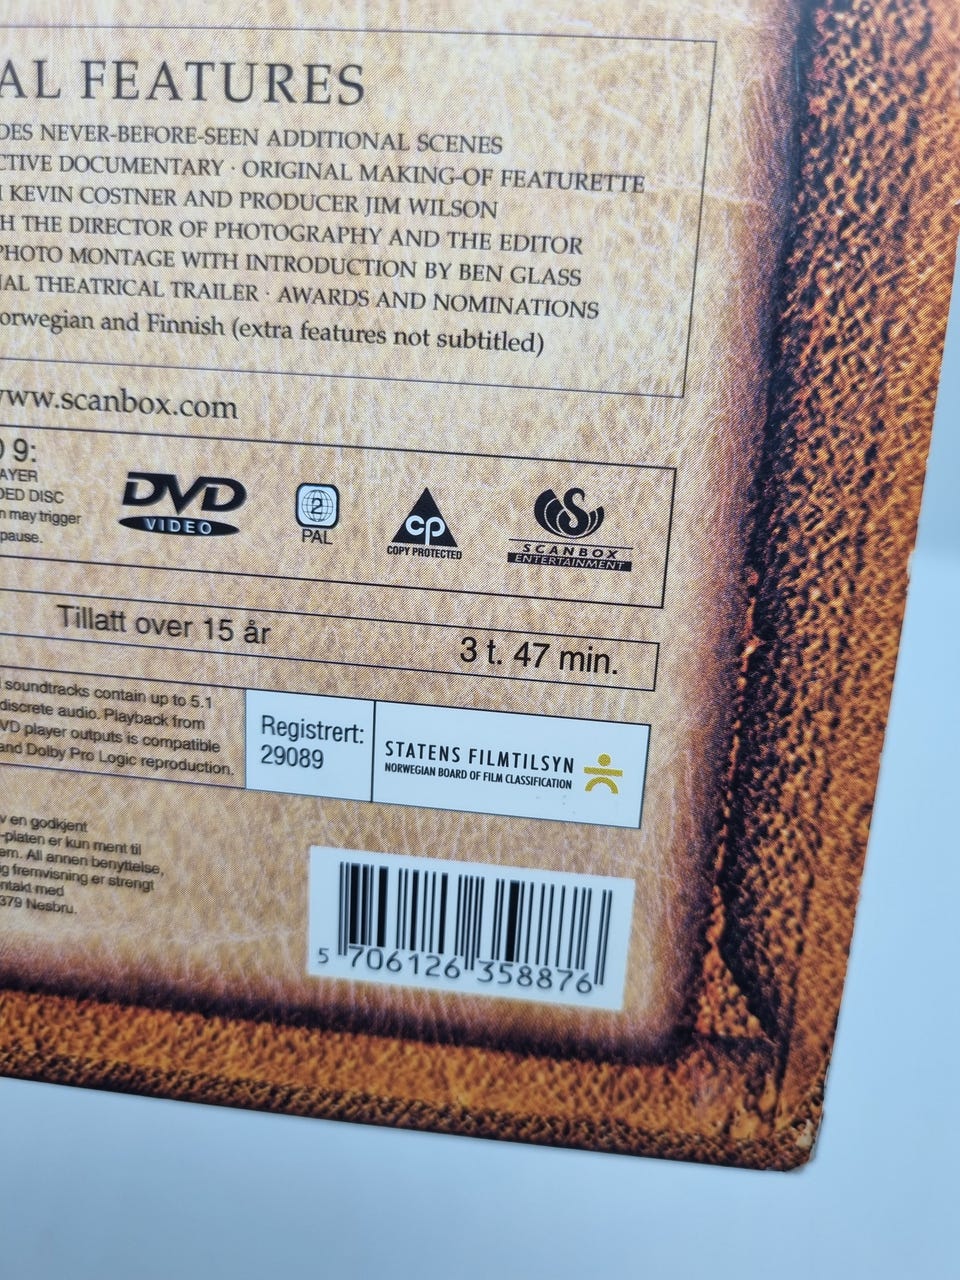 AL FEATURES
DES NEVER-BEFORE-SEEN ADDITIONAL SCENES
CTIVE DOCUMENTARY · ORIGINAL MAKING-OF FEATURETTE
KEVIN COSTNER AND PRODUCER JIM WILSON
H THE DIRECTOR OF PHOTOGRAPHY AND THE EDITOR
PHOTO MONTAGE WITH INTRODUCTION BY BEN GLASS
NAL THEATRICAL TRAILER · AWARDS AND NOMINATIONS
orwegian and Finnish (extra features not subtitled)
www.scanbox.com
9:
AYER
DED DISC
n may trigger
pause.
DVD
VIDEO
2
PAL
cp
COPY PROTECTED
S
SCANBOX
ENTERTAINMENT
Tillatt over 15 år
3 t. 47 min.
soundtracks contain up to 5.1
discrete audio. Playback from
VD player outputs is compatible
and Dolby Pro Logic reproduction.
Registrert:
29089
STATENS FILMTILSYN
NORWEGIAN BOARD OF FILM CLASSIFICATION
v en godkjent
-platen er kun ment til
em. All annen benyttelse,
g fremvisning er strengt
ntakt med
379 Nesbru.
5 706126 358876